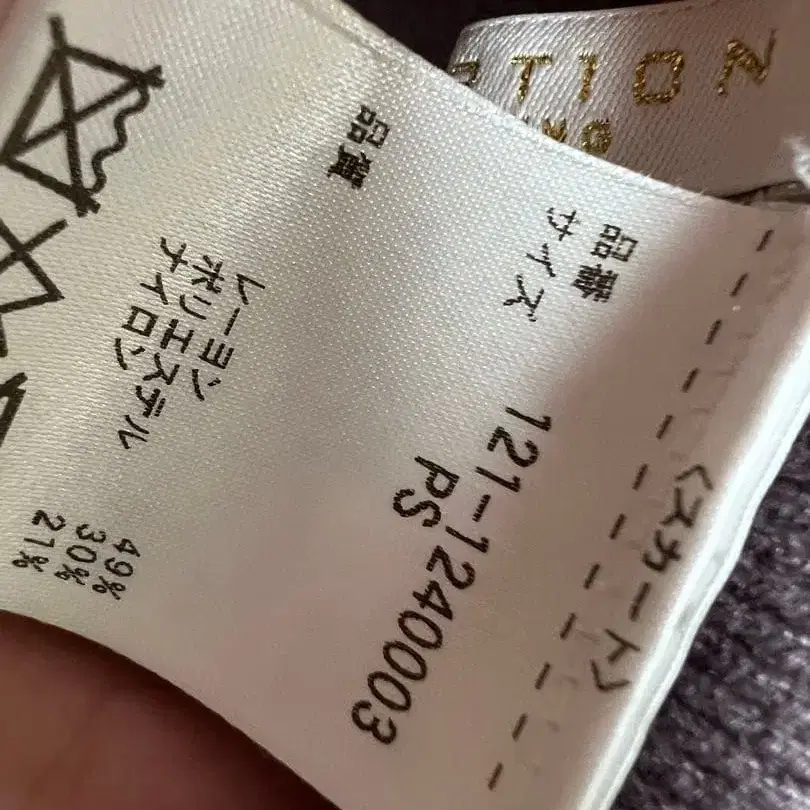 TION
<スカート>
品番 121-1240003
サイズ PS
品質
レーヨン 49%
ポリエステル 30%
ナイロン 21%